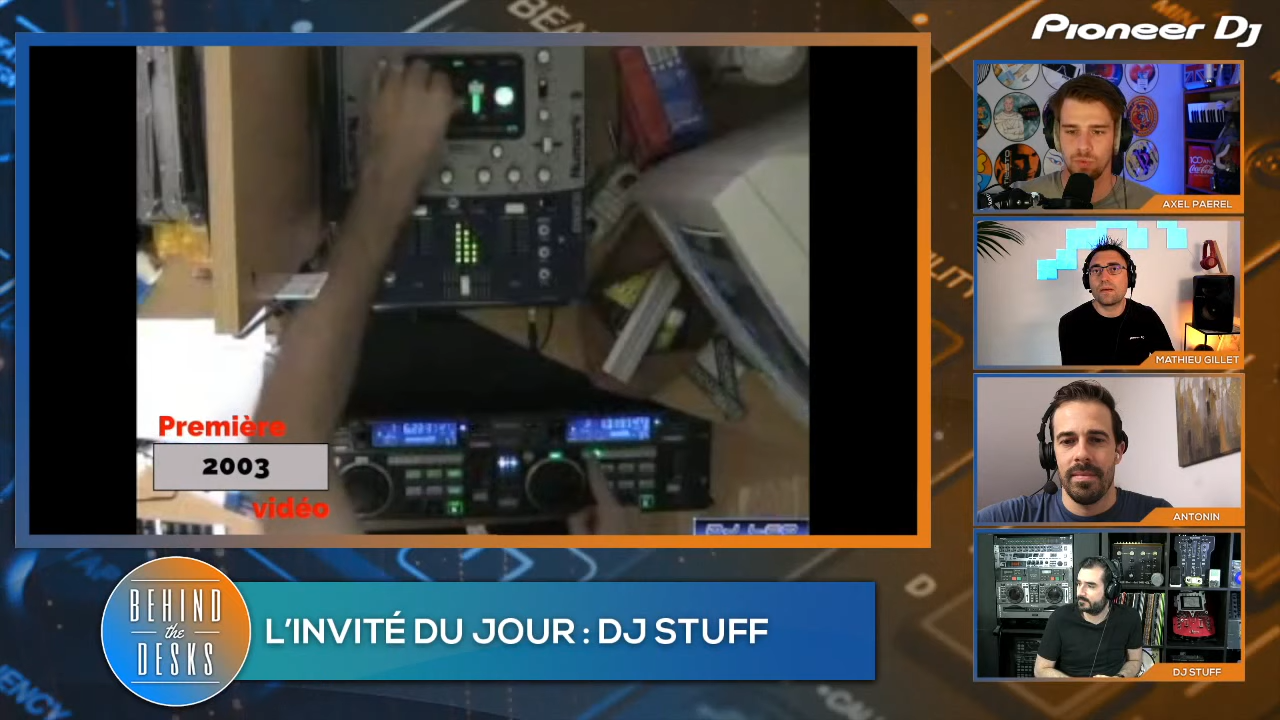 Pioneer Dj
AXEL PAEREL
MATHIEU GILLET
ANTONIN
DJ STUFF
Numark
Première
2003
vidéo
BEHIND
the
DESKS
L'INVITÉ DU JOUR : DJ STUFF